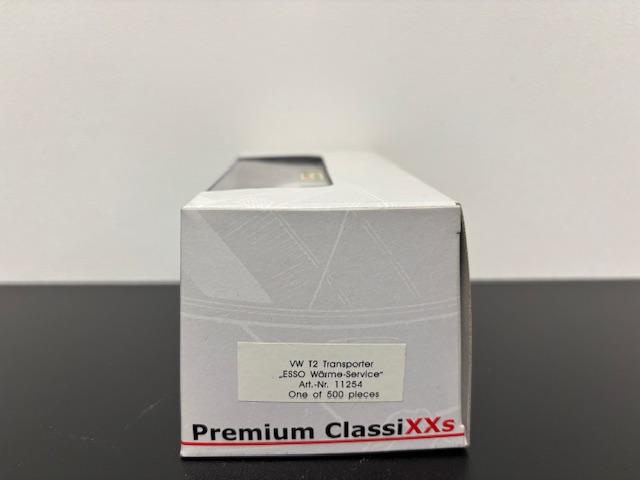 VW T2 Transporter
„ESSO Wärme-Service“
Art.-Nr. 11254
One of 500 pieces
Premium ClassiXXs